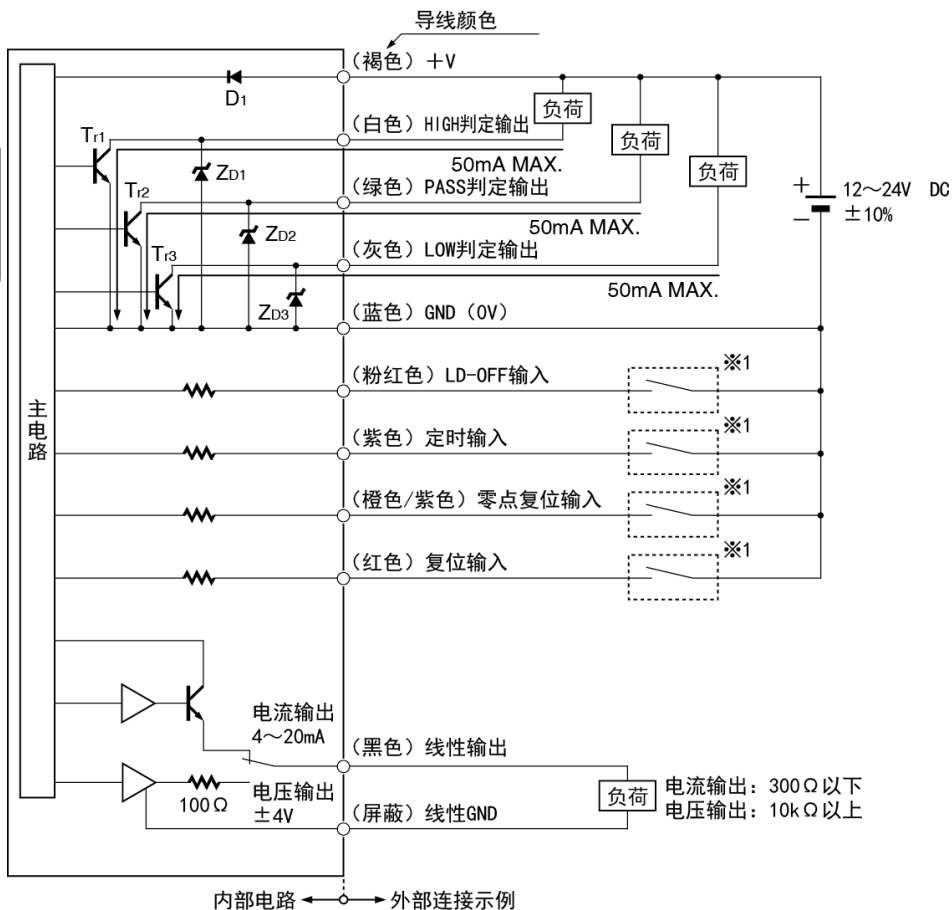 导线颜色
(褐色) +V
D1
负荷
(白色) HIGH判定输出
Tr1
负荷
50mA MAX.
ZD1
负荷
(绿色) PASS判定输出
Tr2
+
12~24V DC
−
±10%
50mA MAX.
ZD2
(灰色) LOW判定输出
Tr3
50mA MAX.
ZD3
(蓝色) GND (0V)
※1
(粉红色) LD-OFF输入
主电路
※1
(紫色) 定时输入
※1
(橙色/紫色) 零点复位输入
※1
(红色) 复位输入
电流输出
4~20mA
(黑色) 线性输出
负荷
电流输出: 300Ω以下
电压输出: 10kΩ以上
100Ω
电压输出
±4V
(屏蔽) 线性GND
内部电路
外部连接示例